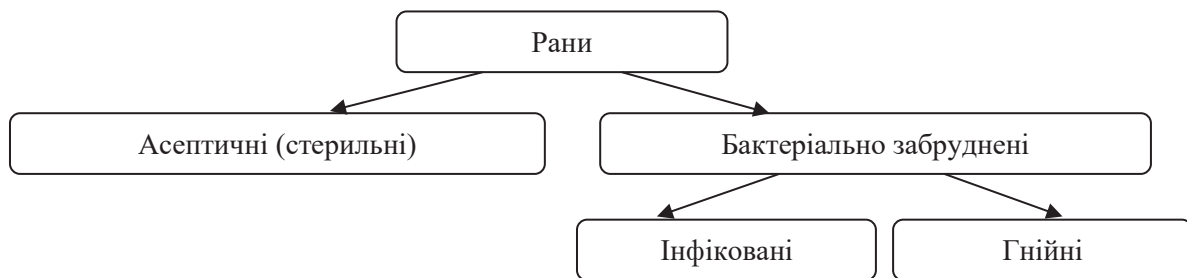 Рани
Асептичні (стерильні)
Бактеріально забруднені
Інфіковані
Гнійні